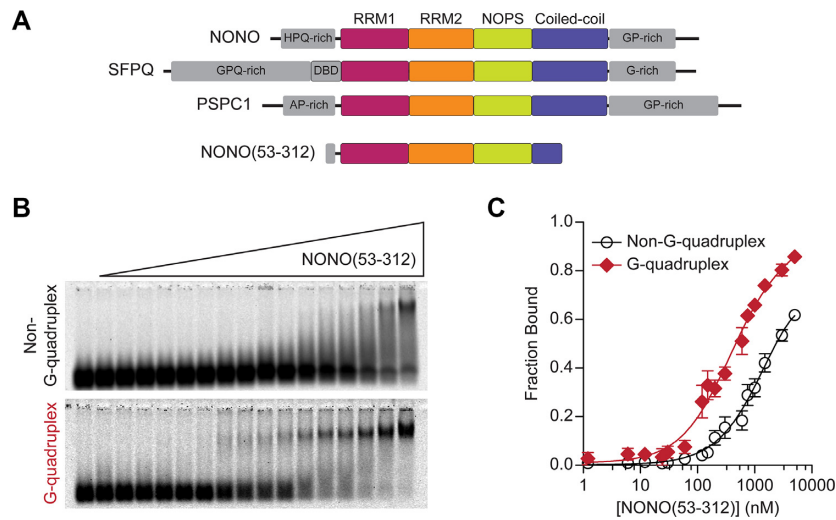 A
RRM1 RRM2 NOPS Coiled-coil
NONO HPQ-rich GP-rich
SFPQ GPQ-rich DBD G-rich
PSPC1 AP-rich GP-rich
NONO(53-312)
B
NONO(53-312)
Non-
G-quadruplex
G-quadruplex
C
Non-G-quadruplex
G-quadruplex
Fraction Bound
1.0
0.8
0.6
0.4
0.2
0.0
1 10 100 1000 10000
[NONO(53-312)] (nM)